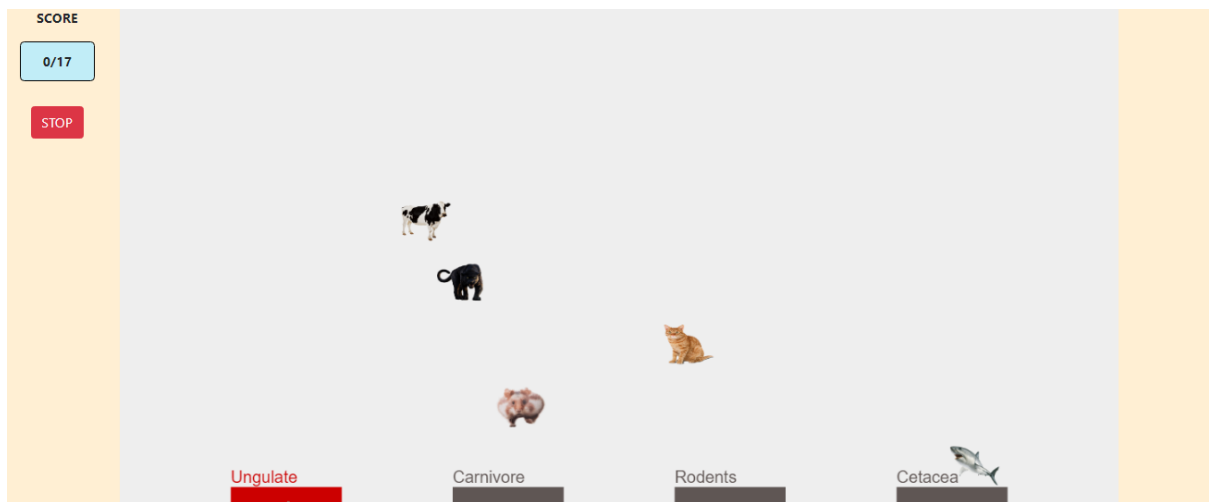 SCORE
0/17
STOP
Ungulate
Carnivore
Rodents
Cetacea